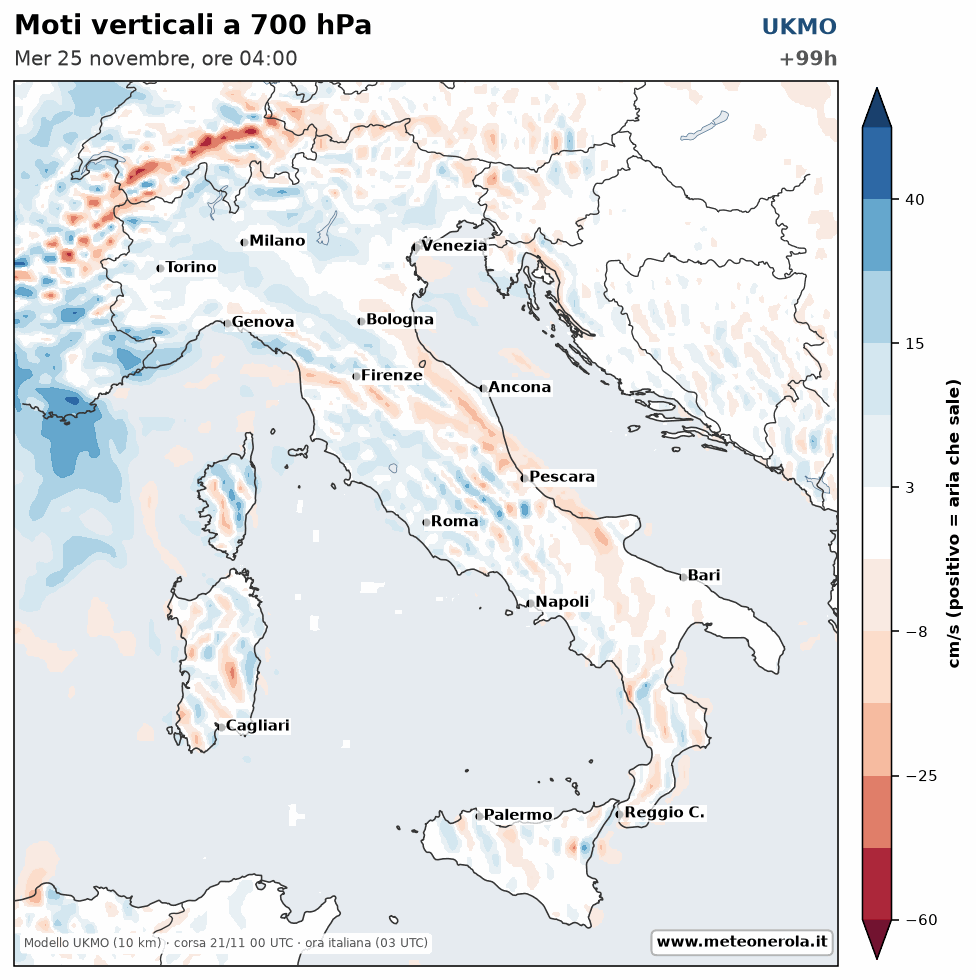 Moti verticali a 700 hPa
UKMO
Mer 25 novembre, ore 04:00
+99h
Milano
Venezia
Torino
Genova
Bologna
Firenze
Ancona
Pescara
Roma
Bari
Napoli
Cagliari
Palermo
Reggio C.
40
15
3
−8
−25
−60
cm/s (positivo = aria che sale)
Modello UKMO (10 km) · corsa 21/11 00 UTC · ora italiana (03 UTC)
www.meteonerola.it